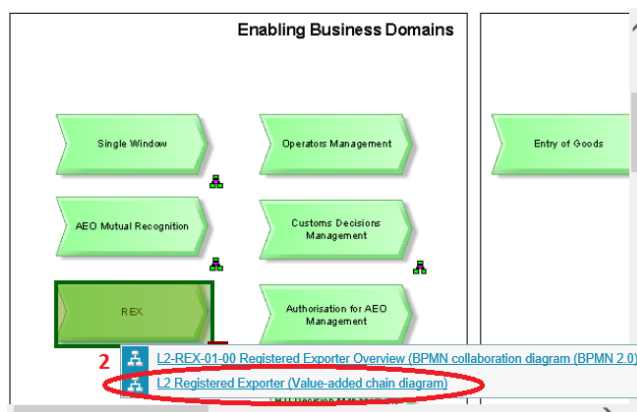 Enabling Business Domains
Single Window
Operators Management
Entry of Goods
AEO Mutual Recognition
Customs Decisions
Management
REX
Authorisation for AEO
Management
2
L2-REX-01-00 Registered Exporter Overview (BPMN collaboration diagram (BPMN 2.0)
L2 Registered Exporter (Value-added chain diagram)